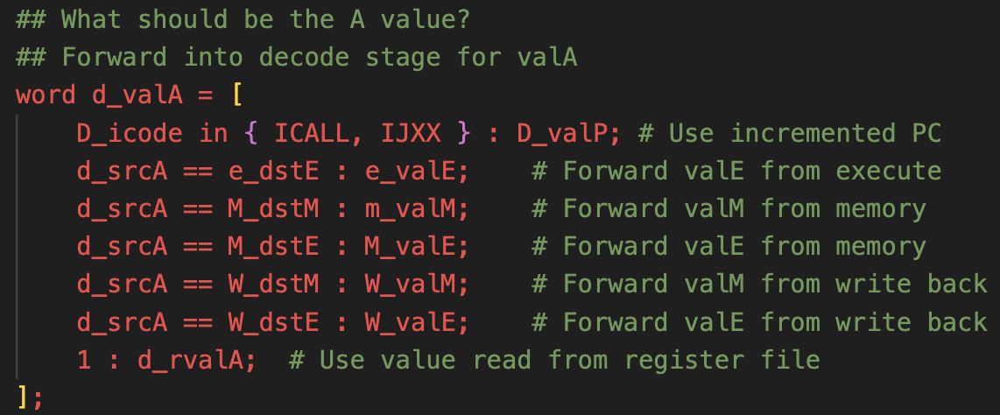 ## What should be the A value?
## Forward into decode stage for valA
word d_valA = [
    D_icode in { ICALL, IJXX } : D_valP; # Use incremented PC
    d_srcA == e_dstE : e_valE;    # Forward valE from execute
    d_srcA == M_dstM : m_valM;    # Forward valM from memory
    d_srcA == M_dstE : M_valE;    # Forward valE from memory
    d_srcA == W_dstM : W_valM;    # Forward valM from write back
    d_srcA == W_dstE : W_valE;    # Forward valE from write back
    1 : d_rvalA;  # Use value read from register file
];